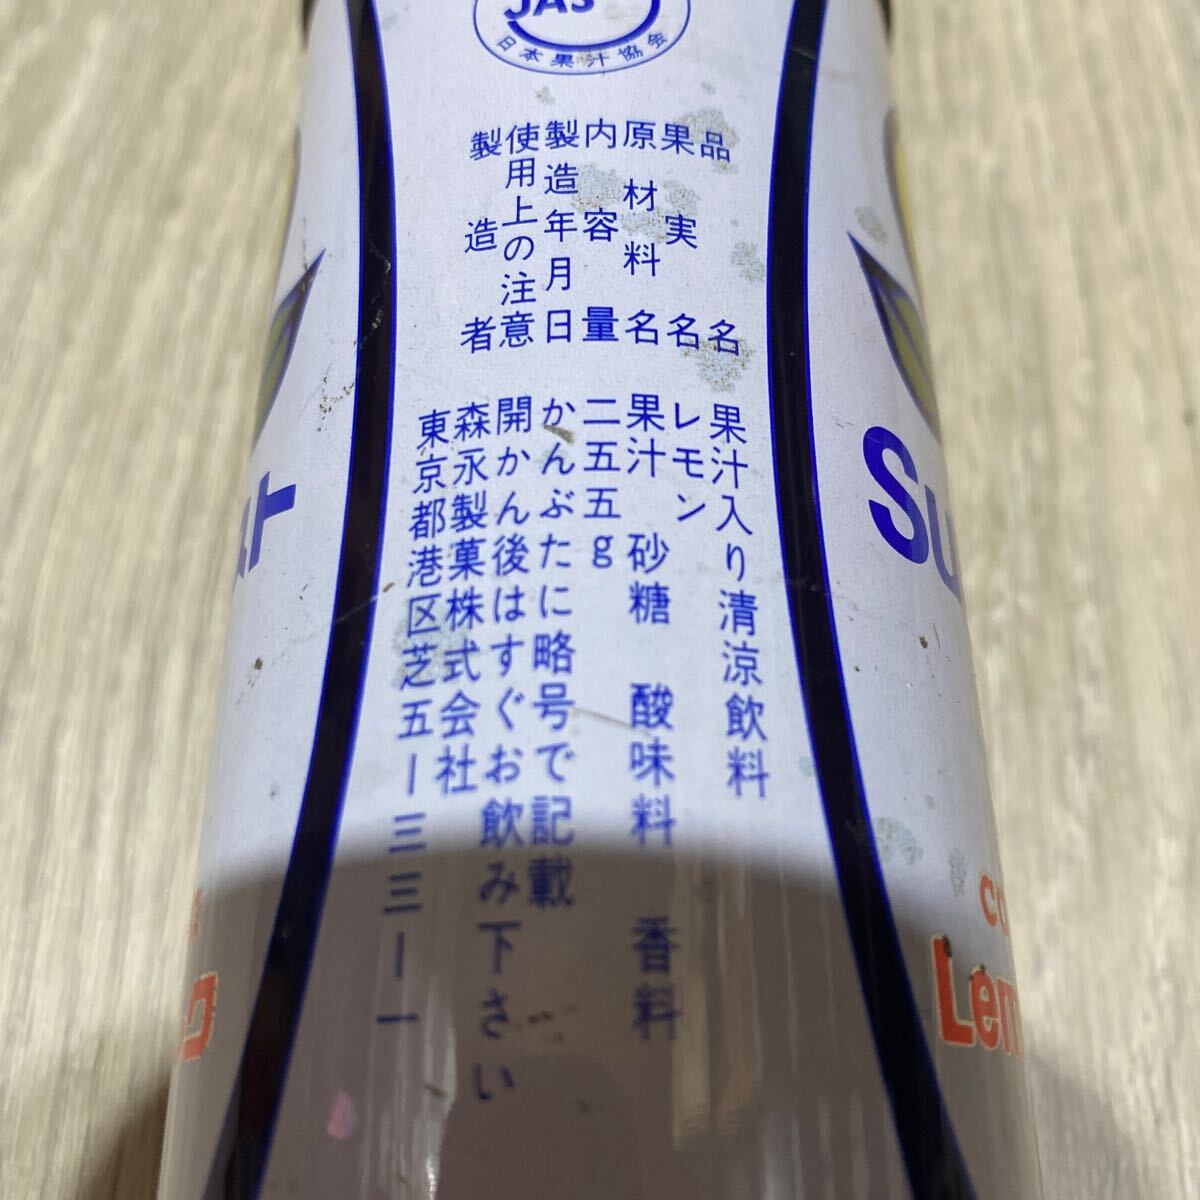 JAS
日本果汁協会
品名 果汁入り清涼飲料
果実名 レモン
原材料名 果汁 砂糖 酸味料 香料
内容量 二五五g
製造年月日 かんぶたに略号で記載
使用上の注意 開かん後はすぐお飲み下さい
製造者 森永製菓株式会社
東京都港区芝五ー三三ー一
Su
Lem